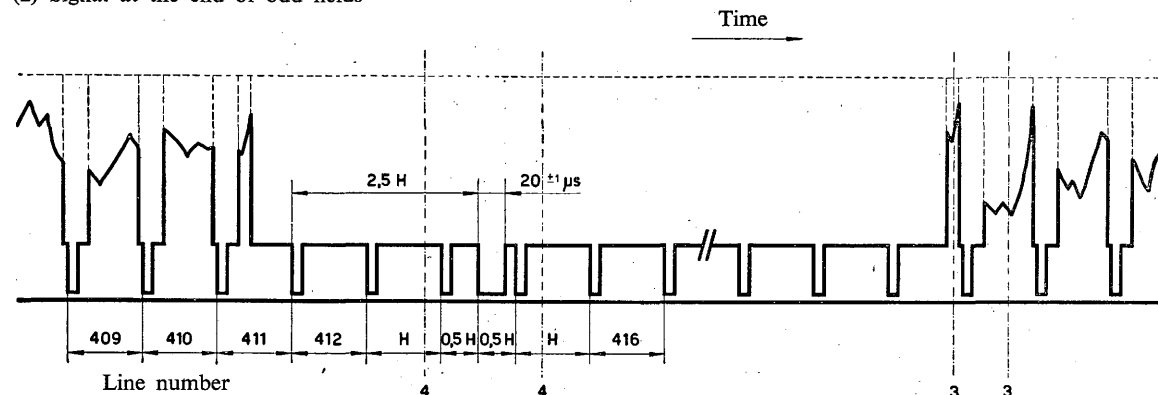 (2) Signal at the end of odd fields
Time
2,5 H
20 ±1 μs
409
410
411
412
H
0,5 H
0,5 H
H
416
Line number
4
4
3
3